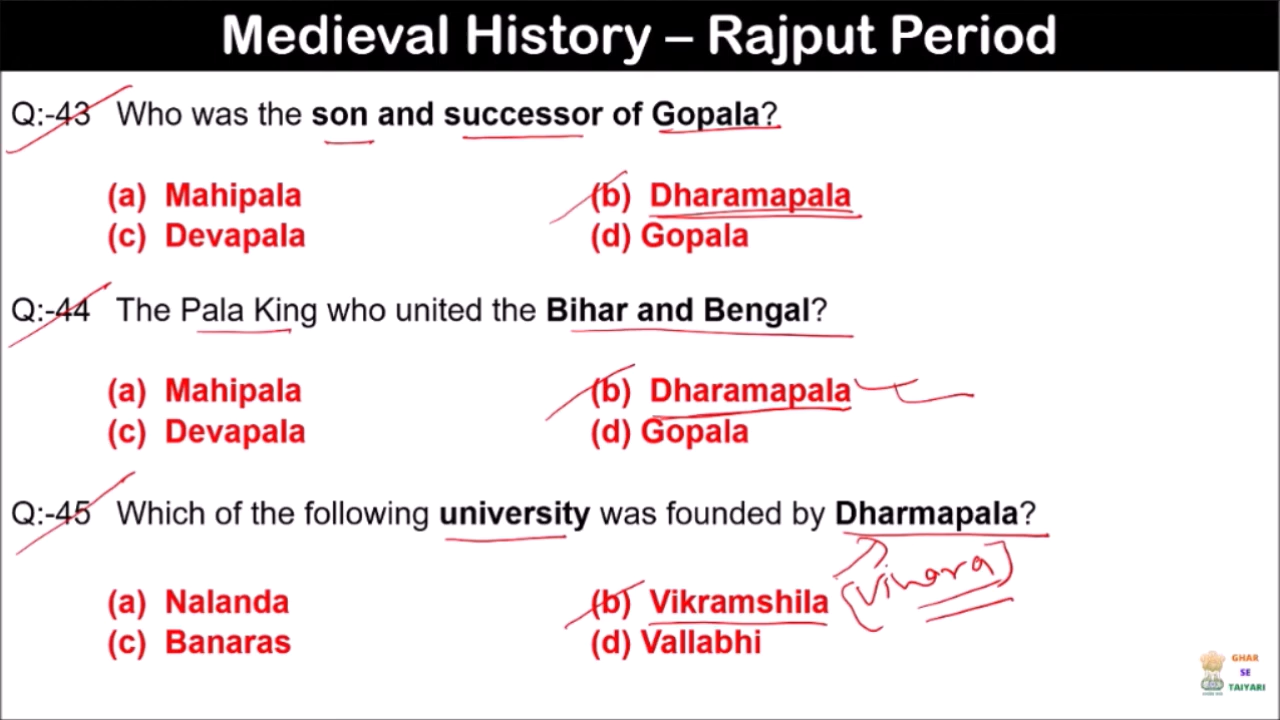 Medieval History – Rajput Period
Q:-43 Who was the son and successor of Gopala?
(a) Mahipala (b) Dharamapala
(c) Devapala (d) Gopala
Q:-44 The Pala King who united the Bihar and Bengal?
(a) Mahipala (b) Dharamapala
(c) Devapala (d) Gopala
Q:-45 Which of the following university was founded by Dharmapala?
(Vihara)
(a) Nalanda (b) Vikramshila
(c) Banaras (d) Vallabhi
GHAR
SE
TAIYARI